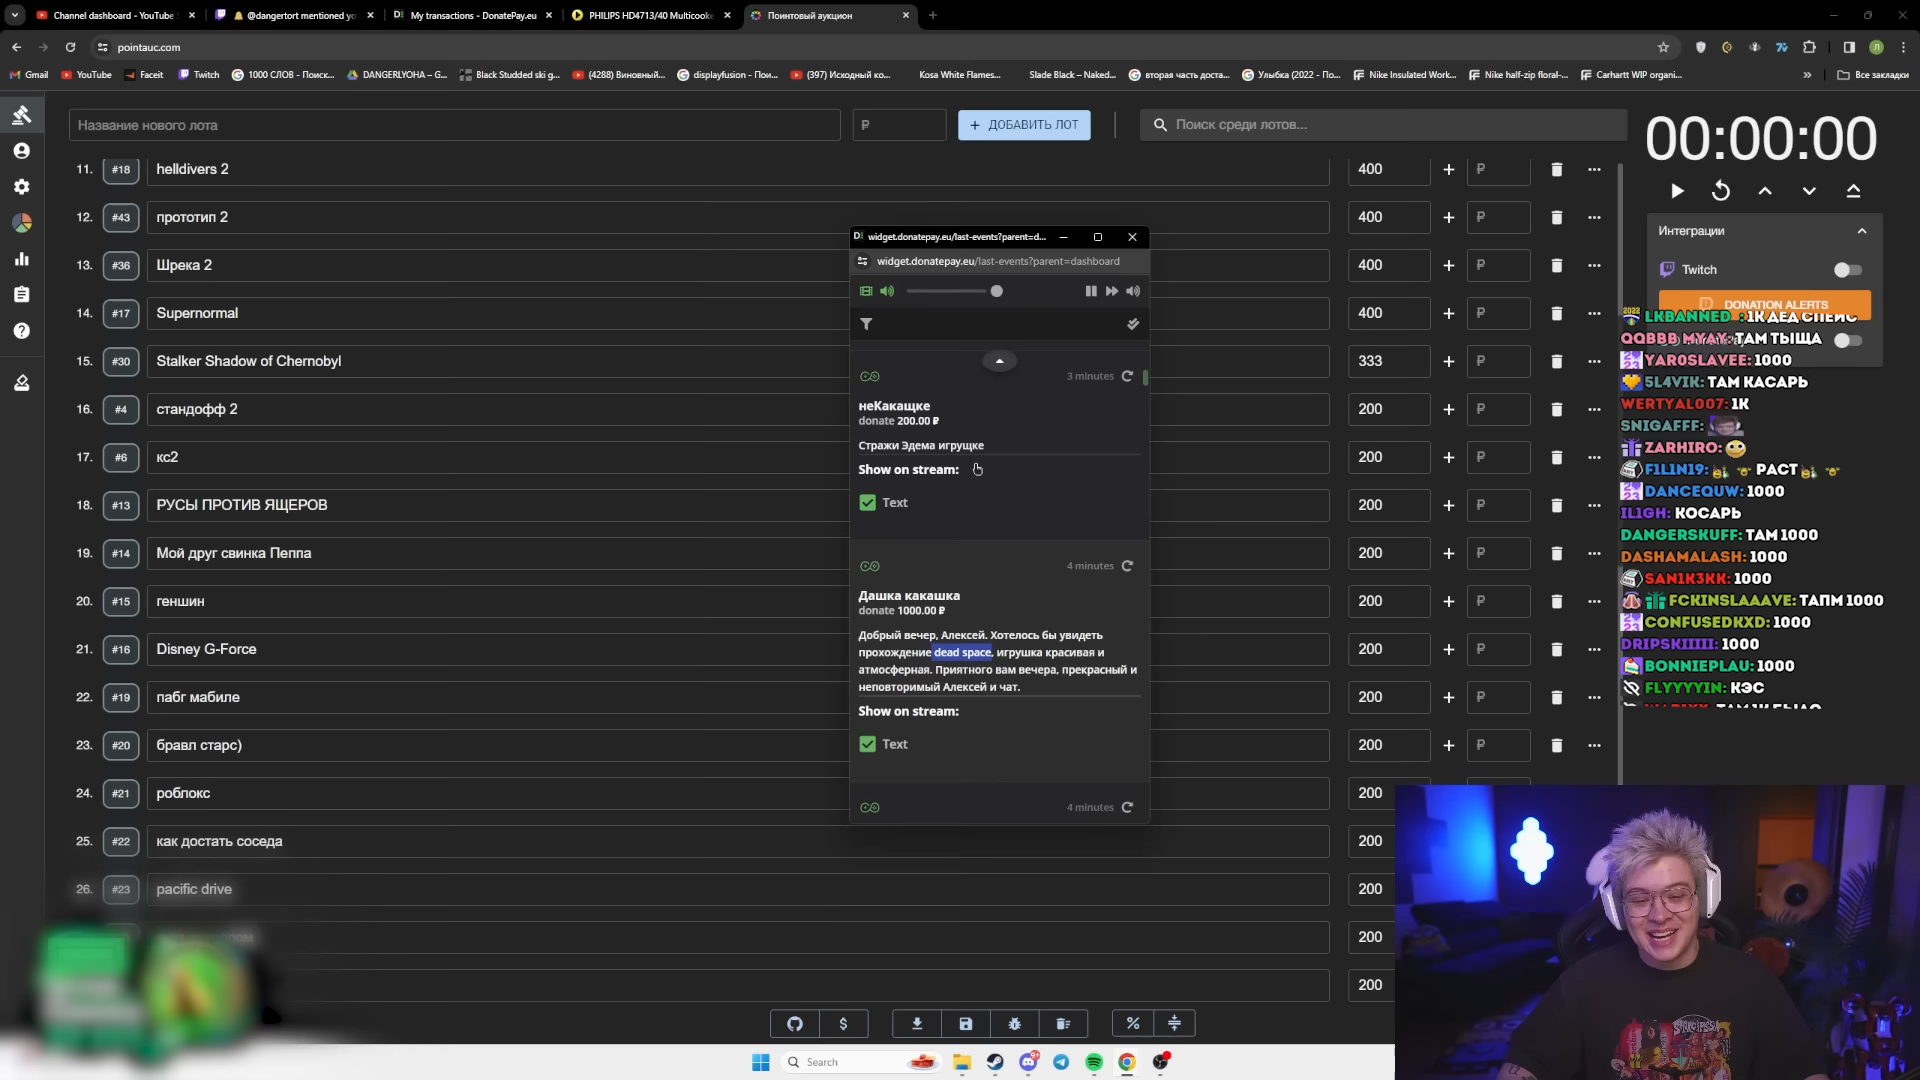 Channel dashboard - YouTube
@dangertort mentioned yo
My transactions - DonatePay.eu
PHILIPS HD4713/40 Multicooke
Поинтовый аукцион
pointauc.com
Gmail
YouTube
Faceit
Twitch
1000 СЛОВ - Поиск...
DANGERLYOHA – G...
Black Studded ski g...
(4288) Виновный...
displayfusion - Пои...
(397) Исходный ко...
Kosa White Flames...
Slade Black – Naked...
вторая часть доста...
Улыбка (2022 - По...
Nike Insulated Work...
Nike half-zip floral-...
Carhartt WIP organi...
»
Все закладки
Название нового лота
₽
+ ДОБАВИТЬ ЛОТ
Поиск среди лотов...
00:00:00
11. #18 helldivers 2 400 + ₽
12. #43 прототип 2 400 + ₽
13. #36 Шрека 2 400 + ₽
14. #17 Supernormal 400 + ₽
15. #30 Stalker Shadow of Chernobyl 333 + ₽
16. #4 стандофф 2 200 + ₽
17. #6 кс2 200 + ₽
18. #13 РУСЫ ПРОТИВ ЯЩЕРОВ 200 + ₽
19. #14 Мой друг свинка Пеппа 200 + ₽
20. #15 геншин 200 + ₽
21. #16 Disney G-Force 200 + ₽
22. #19 пабг мабиле 200 + ₽
23. #20 бравл старс) 200 + ₽
24. #21 роблокс 200
25. #22 как достать соседа 200
26. #23 pacific drive 200
200
200
widget.donatepay.eu/last-events?parent=d...
widget.donatepay.eu/last-events?parent=dashboard
3 minutes
неКакащке
donate 200.00 ₽
Стражи Эдема игрущке
Show on stream:
Text
4 minutes
Дашка какашка
donate 1000.00 ₽
Добрый вечер, Алексей. Хотелось бы увидеть
прохождение dead space, игрушка красивая и
атмосферная. Приятного вам вечера, прекрасный и
неповторимый Алексей и чат.
Show on stream:
Text
4 minutes
Интеграции
Twitch
DONATION ALERTS
LKBANNED_: 1К ДЕД СПЕЙС
QQBBB_MYAY: ТАМ ТЫЩА
YAR0SLAVEE: 1000
5L4VIK: ТАМ КАСАРЬ
WERTYAL007: 1К
SNIGAFFF:
ZARHIRO:
F1L1N19: РАСТ
DANCEQUW: 1000
IL1GH: КОСАРЬ
DANGERSKUFF: ТАМ 1000
DASHAMALASH: 1000
SAN1K3KK: 1000
FCKINSLAAAVE: ТАПМ 1000
CONFUSEDKXD: 1000
DRIPSKIIIII: 1000
BONNIEPLAU: 1000
FLYYYYIN: КЭС
Search